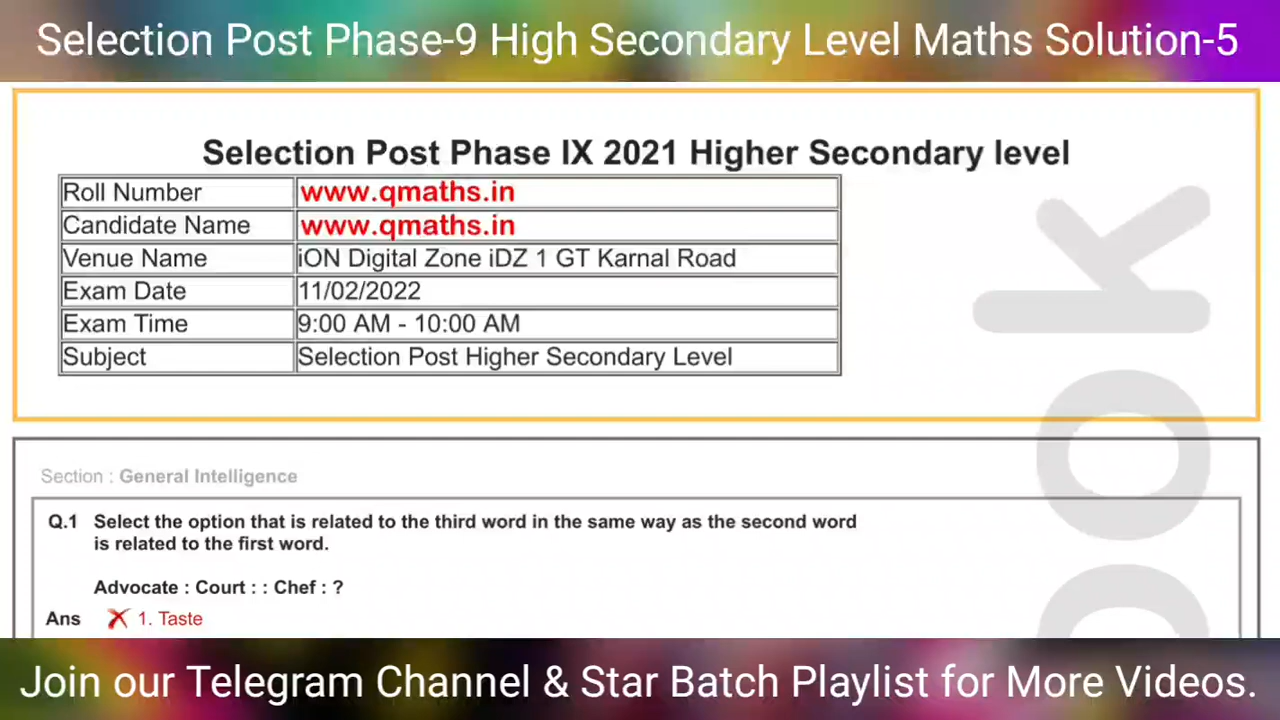 Selection Post Phase-9 High Secondary Level Maths Solution-5
Selection Post Phase IX 2021 Higher Secondary level
Roll Number www.qmaths.in
Candidate Name www.qmaths.in
Venue Name iON Digital Zone iDZ 1 GT Karnal Road
Exam Date 11/02/2022
Exam Time 9:00 AM - 10:00 AM
Subject Selection Post Higher Secondary Level
Section : General Intelligence
Q.1 Select the option that is related to the third word in the same way as the second word
is related to the first word.
Advocate : Court : : Chef : ?
Ans 1. Taste
Join our Telegram Channel & Star Batch Playlist for More Videos.